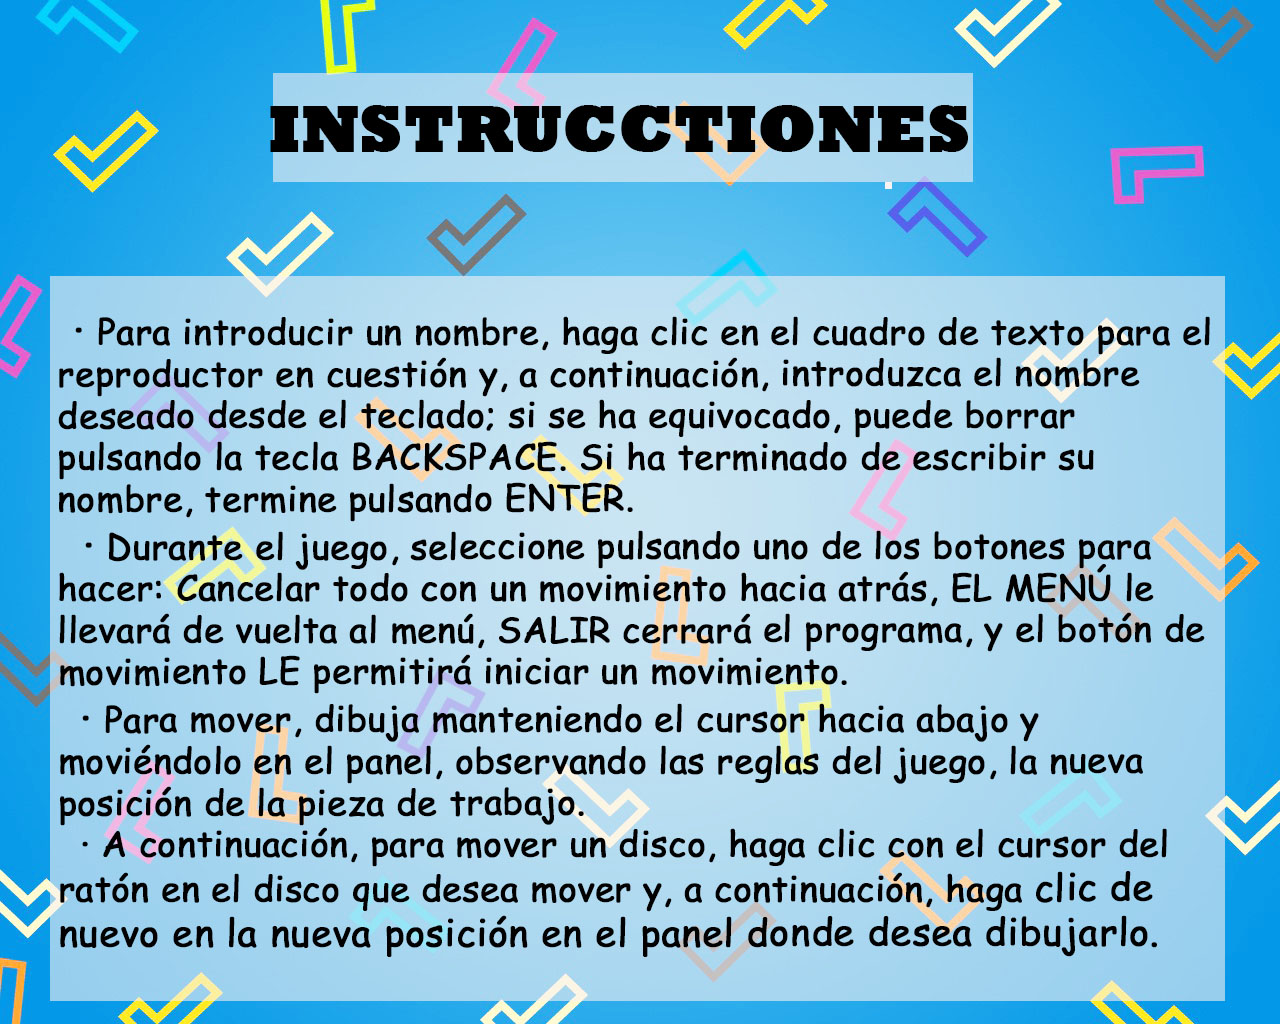 INSTRUCCTIONES
· Para introducir un nombre, haga clic en el cuadro de texto para el
reproductor en cuestión y, a continuación, introduzca el nombre
deseado desde el teclado; si se ha equivocado, puede borrar
pulsando la tecla BACKSPACE. Si ha terminado de escribir su
nombre, termine pulsando ENTER.
· Durante el juego, seleccione pulsando uno de los botones para
hacer: Cancelar todo con un movimiento hacia atrás, EL MENÚ le
llevará de vuelta al menú, SALIR cerrará el programa, y el botón de
movimiento LE permitirá iniciar un movimiento.
· Para mover, dibuja manteniendo el cursor hacia abajo y
moviéndolo en el panel, observando las reglas del juego, la nueva
posición de la pieza de trabajo.
· A continuación, para mover un disco, haga clic con el cursor del
ratón en el disco que desea mover y, a continuación, haga clic de
nuevo en la nueva posición en el panel donde desea dibujarlo.